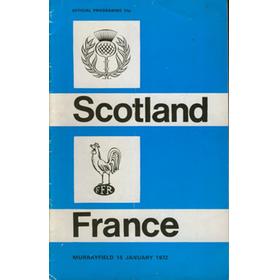 OFFICIAL PROGRAMME 10p
Scotland
FFR
France
MURRAYFIELD 15 JANUARY 1972